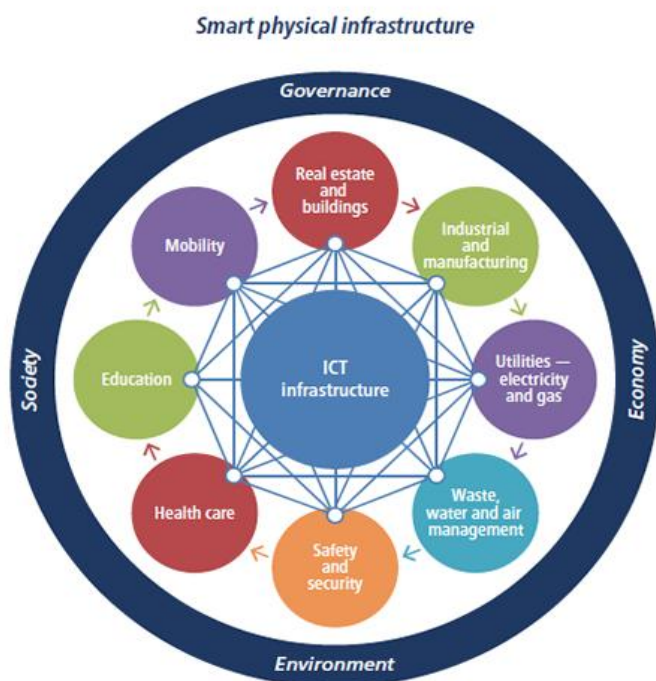 Smart physical infrastructure
Governance
Real estate
and
buildings
Industrial
and
manufacturing
Mobility
Utilities —
electricity
and gas
Education
ICT
infrastructure
Society
Economy
Waste,
water and air
management
Health care
Safety
and
security
Environment